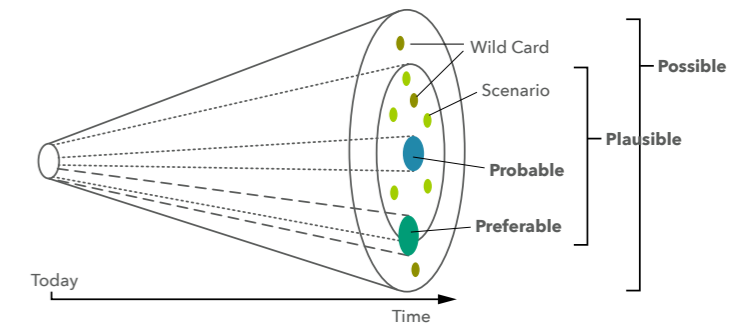 Wild Card
Possible
Scenario
Plausible
Probable
Preferable
Today
Time